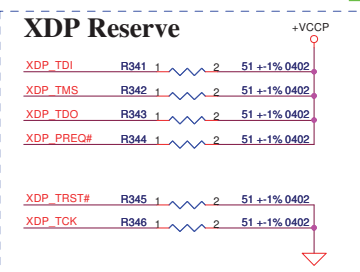 XDP Reserve
+VCCP
XDP_TDI R341 1 2 51 +-1% 0402
XDP_TMS R342 1 2 51 +-1% 0402
XDP_TDO R343 1 2 51 +-1% 0402
XDP_PREQ# R344 1 2 51 +-1% 0402
XDP_TRST# R345 1 2 51 +-1% 0402
XDP_TCK R346 1 2 51 +-1% 0402